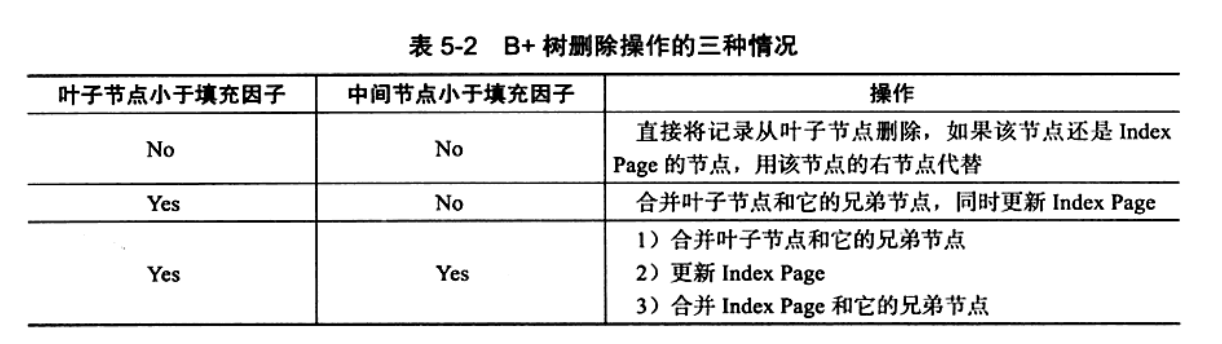 表 5-2 B+ 树删除操作的三种情况
叶子节点小于填充因子 中间节点小于填充因子 操作
No No 直接将记录从叶子节点删除，如果该节点还是 Index
Page 的节点，用该节点的右节点代替
Yes No 合并叶子节点和它的兄弟节点，同时更新 Index Page
Yes Yes 1）合并叶子节点和它的兄弟节点
2）更新 Index Page
3）合并 Index Page 和它的兄弟节点